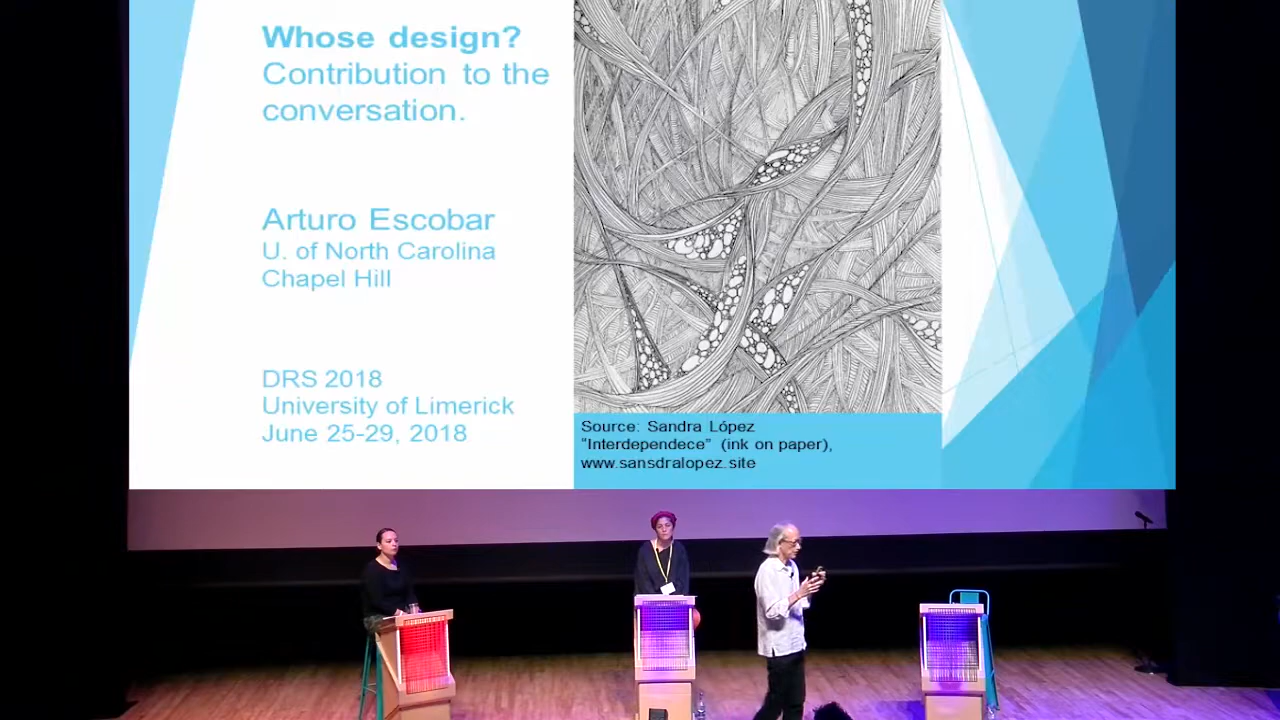 Whose design?
Contribution to the
conversation.
Arturo Escobar
U. of North Carolina
Chapel Hill
DRS 2018
University of Limerick
June 25-29, 2018
Source: Sandra López
“Interdependece” (ink on paper),
www.sansdralopez.site